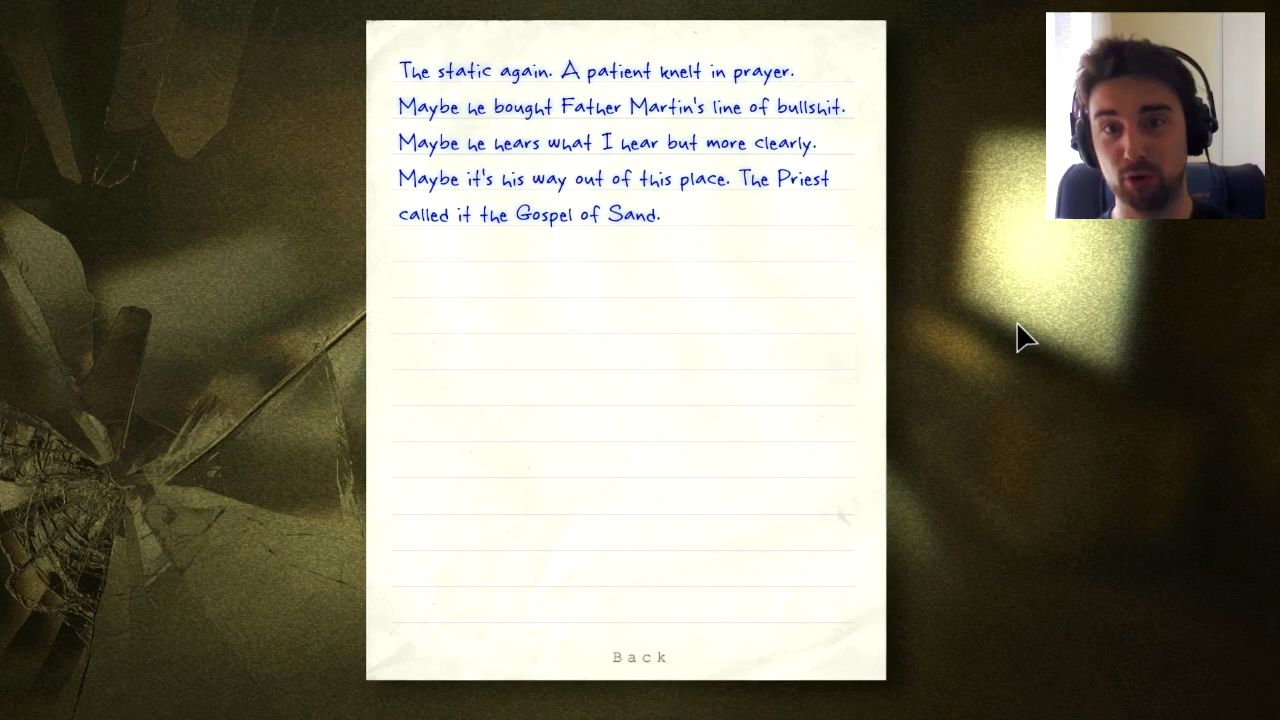 The static again. A patient knelt in prayer.
Maybe he bought Father Martin's line of bullshit.
Maybe he hears what I hear but more clearly.
Maybe it's his way out of this place. The Priest
called it the Gospel of Sand.
Back